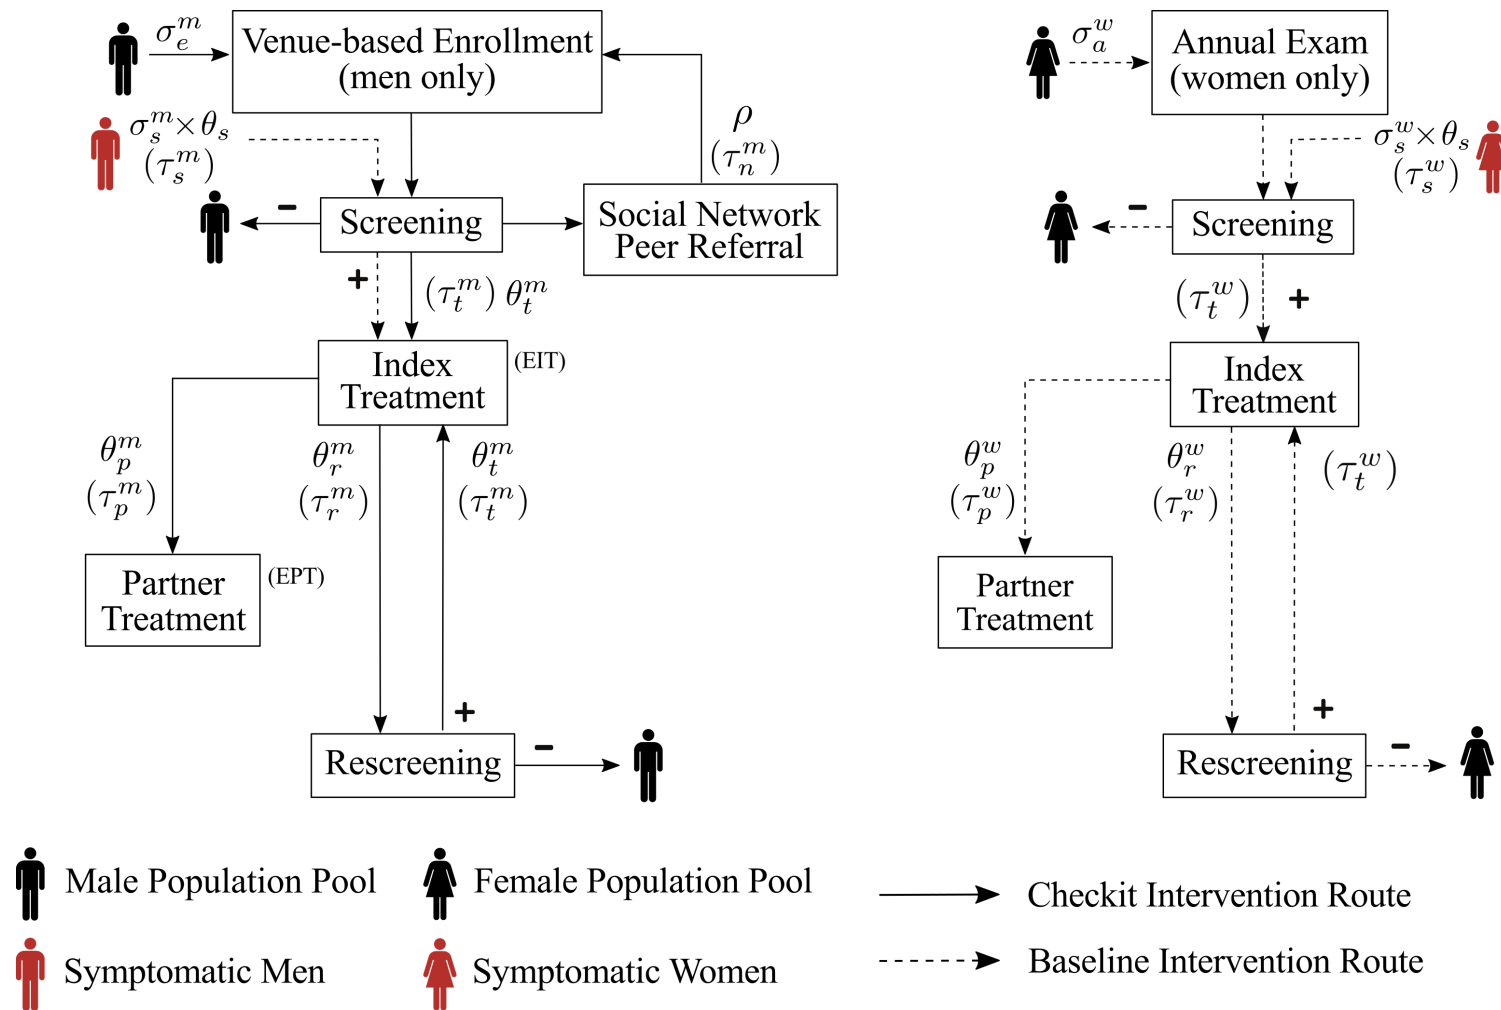 σ_e^m
Venue-based Enrollment
(men only)
σ_s^m × θ_s
(τ_s^m)
ρ
(τ_n^m)
−
Screening
Social Network
Peer Referral
+
(τ_t^m) θ_t^m
Index
Treatment
(EIT)
θ_p^m
(τ_p^m)
θ_r^m
(τ_r^m)
θ_t^m
(τ_t^m)
Partner
Treatment
(EPT)
+
Rescreening
−
σ_a^w
Annual Exam
(women only)
σ_s^w × θ_s
(τ_s^w)
−
Screening
(τ_t^w)
+
Index
Treatment
θ_p^w
(τ_p^w)
θ_r^w
(τ_r^w)
(τ_t^w)
Partner
Treatment
+
Rescreening
−
Male Population Pool
Female Population Pool
Checkit Intervention Route
Symptomatic Men
Symptomatic Women
Baseline Intervention Route